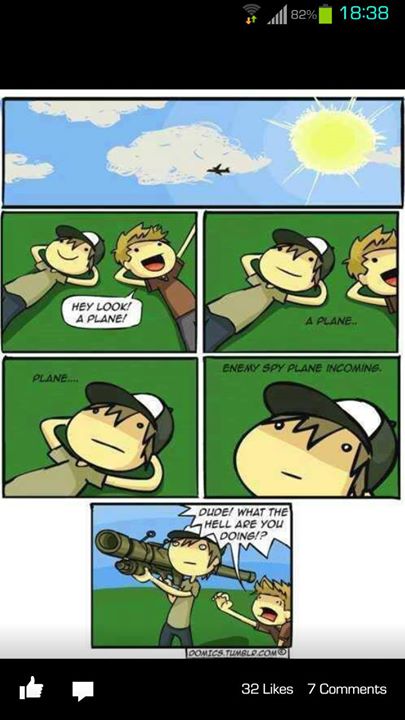 82% 18:38
HEY LOOK!
A PLANE!
A PLANE..
PLANE....
ENEMY SPY PLANE INCOMING.
DUDE! WHAT THE
HELL ARE YOU
DOING!?
DOMICS.TUMBLR.COM©
32 Likes 7 Comments